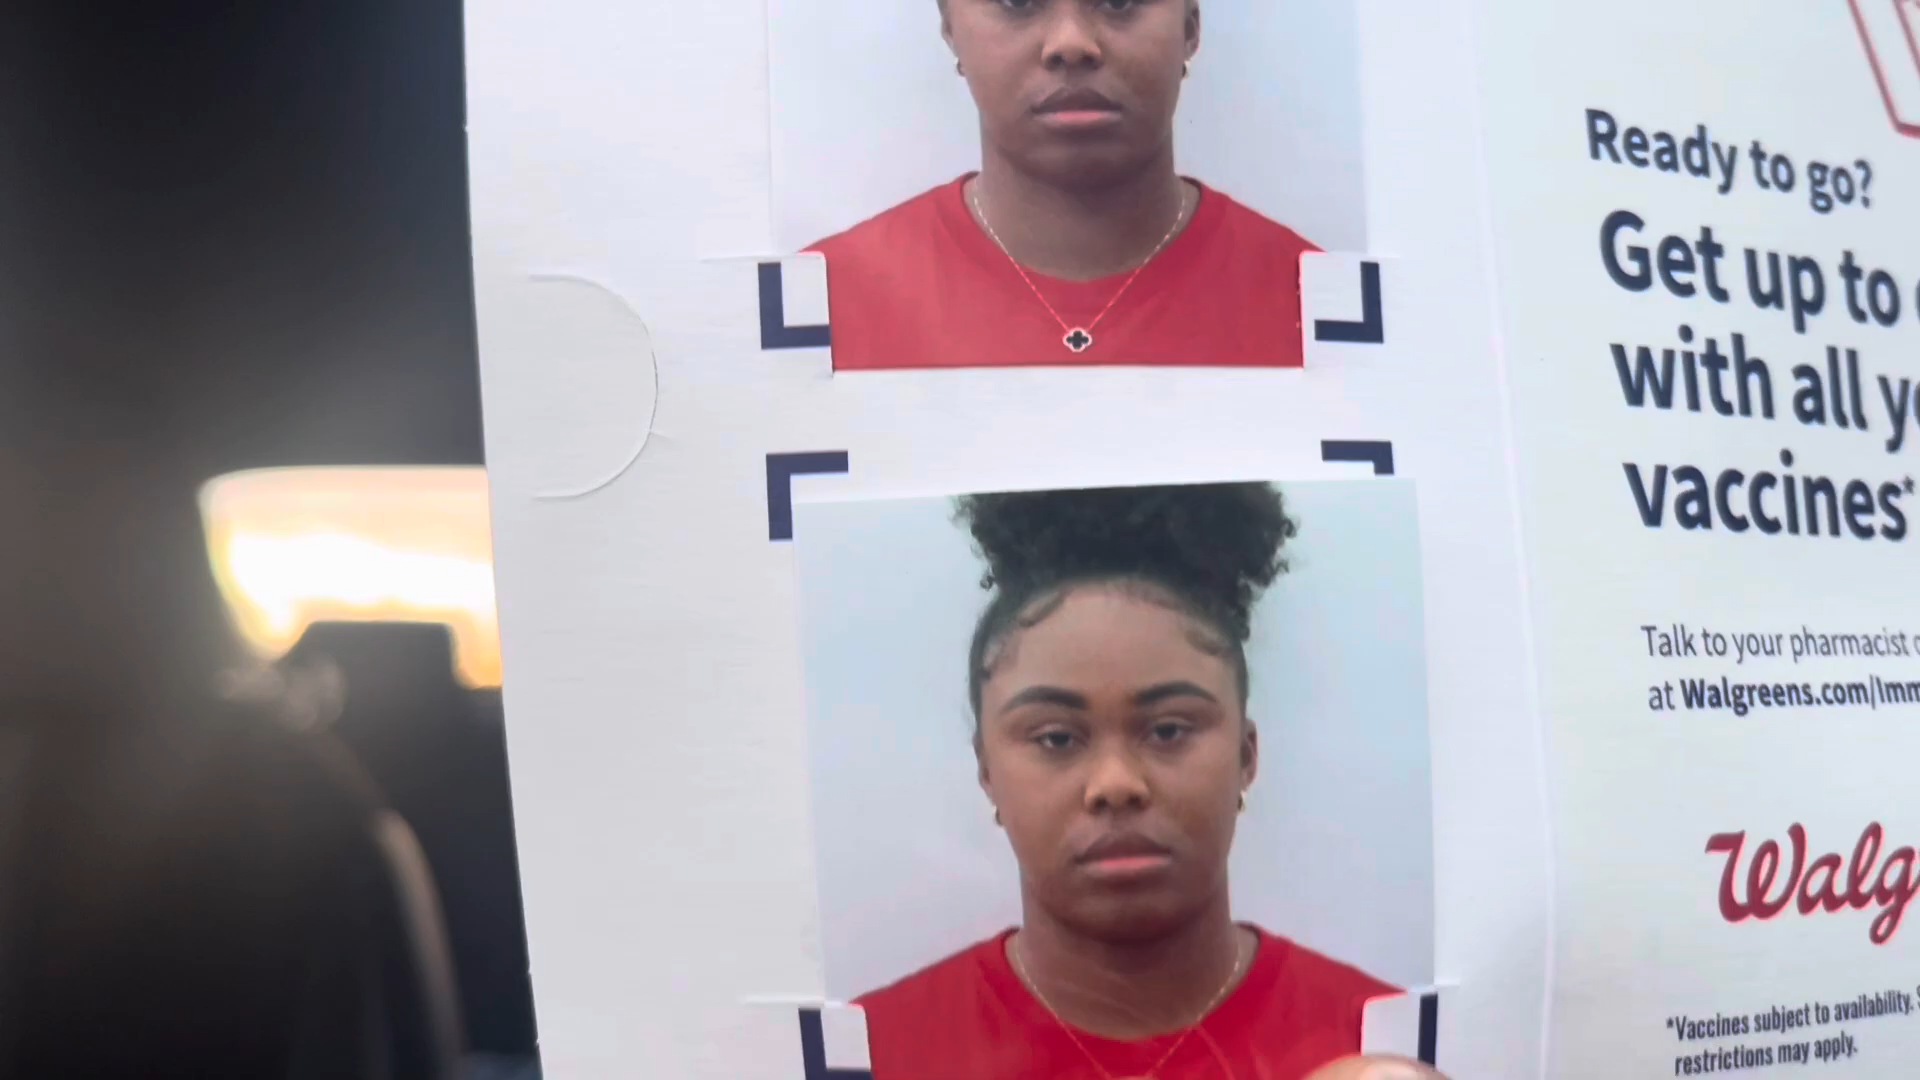 Ready to go?
Get up to
with all
vaccines*
Talk to your pharmacist
at Walgreens.com/Imm
Walg
*Vaccines subject to availability.
restrictions may apply.